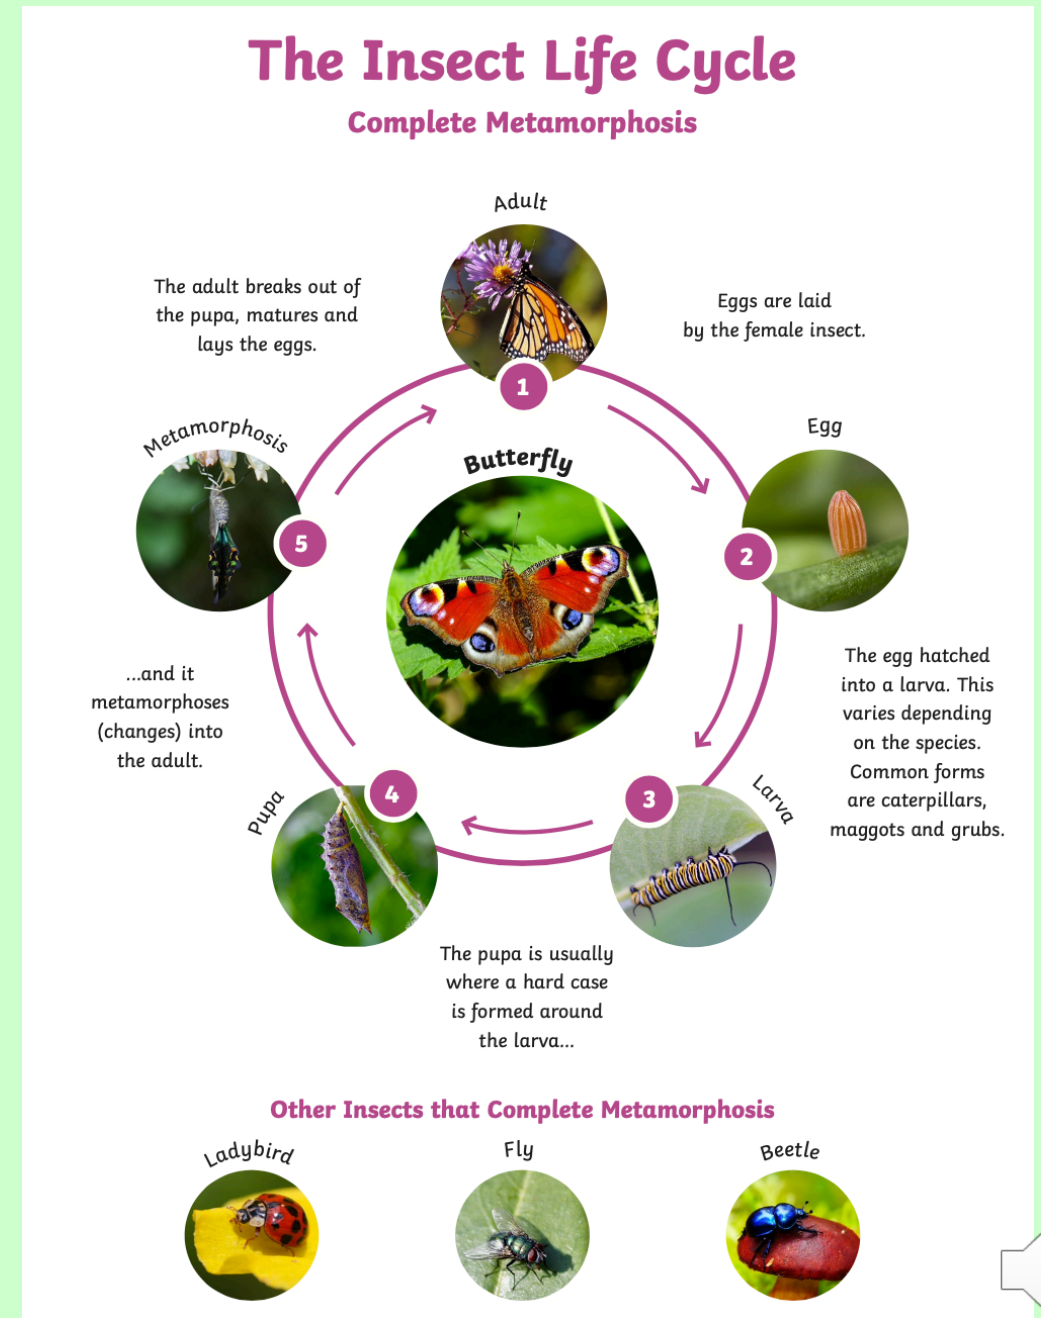 The Insect Life Cycle
Complete Metamorphosis
Adult
The adult breaks out of
the pupa, matures and
lays the eggs.
Eggs are laid
by the female insect.
1
Metamorphosis
Egg
Butterfly
5
2
...and it
metamorphoses
(changes) into
the adult.
The egg hatched
into a larva. This
varies depending
on the species.
Common forms
are caterpillars,
maggots and grubs.
Pupa
4
3
Larva
The pupa is usually
where a hard case
is formed around
the larva...
Other Insects that Complete Metamorphosis
Ladybird
Fly
Beetle